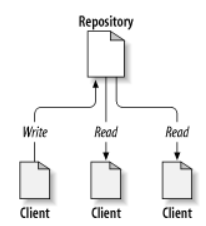 Repository
Write Read Read
Client Client Client